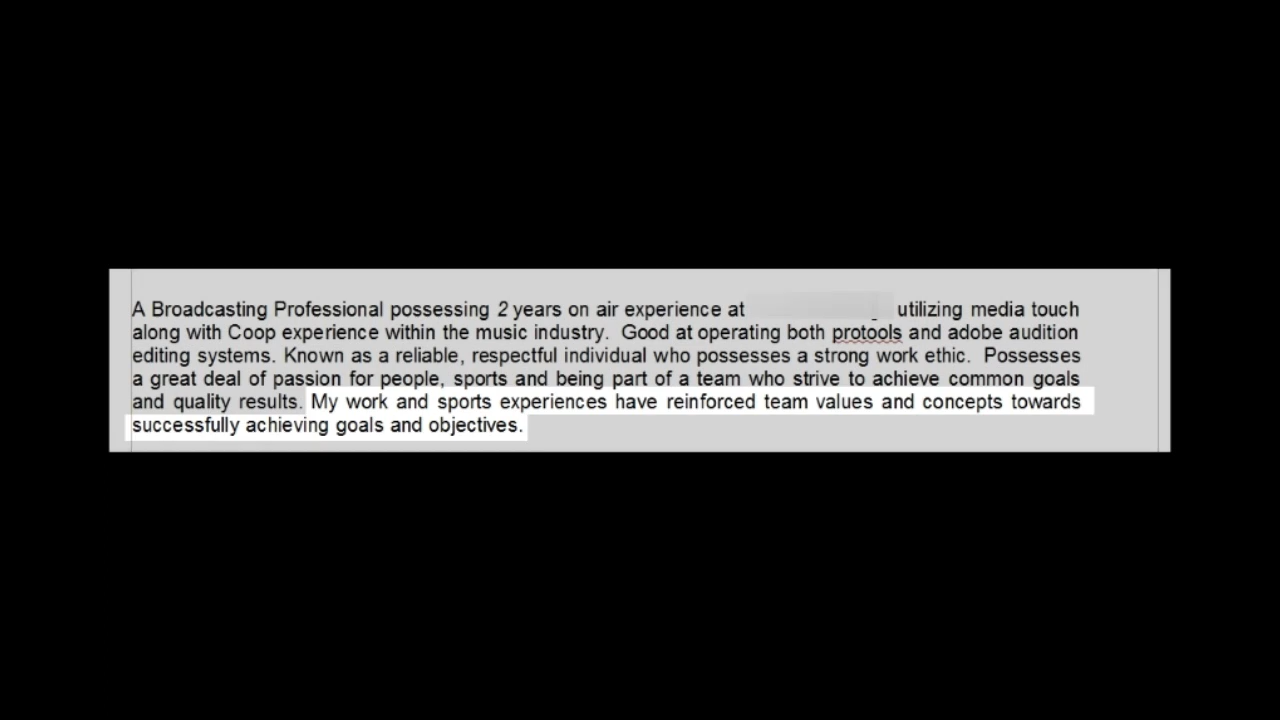 A Broadcasting Professional possessing 2 years on air experience at utilizing media touch
along with Coop experience within the music industry. Good at operating both protools and adobe audition
editing systems. Known as a reliable, respectful individual who possesses a strong work ethic. Possesses
a great deal of passion for people, sports and being part of a team who strive to achieve common goals
and quality results. My work and sports experiences have reinforced team values and concepts towards
successfully achieving goals and objectives.